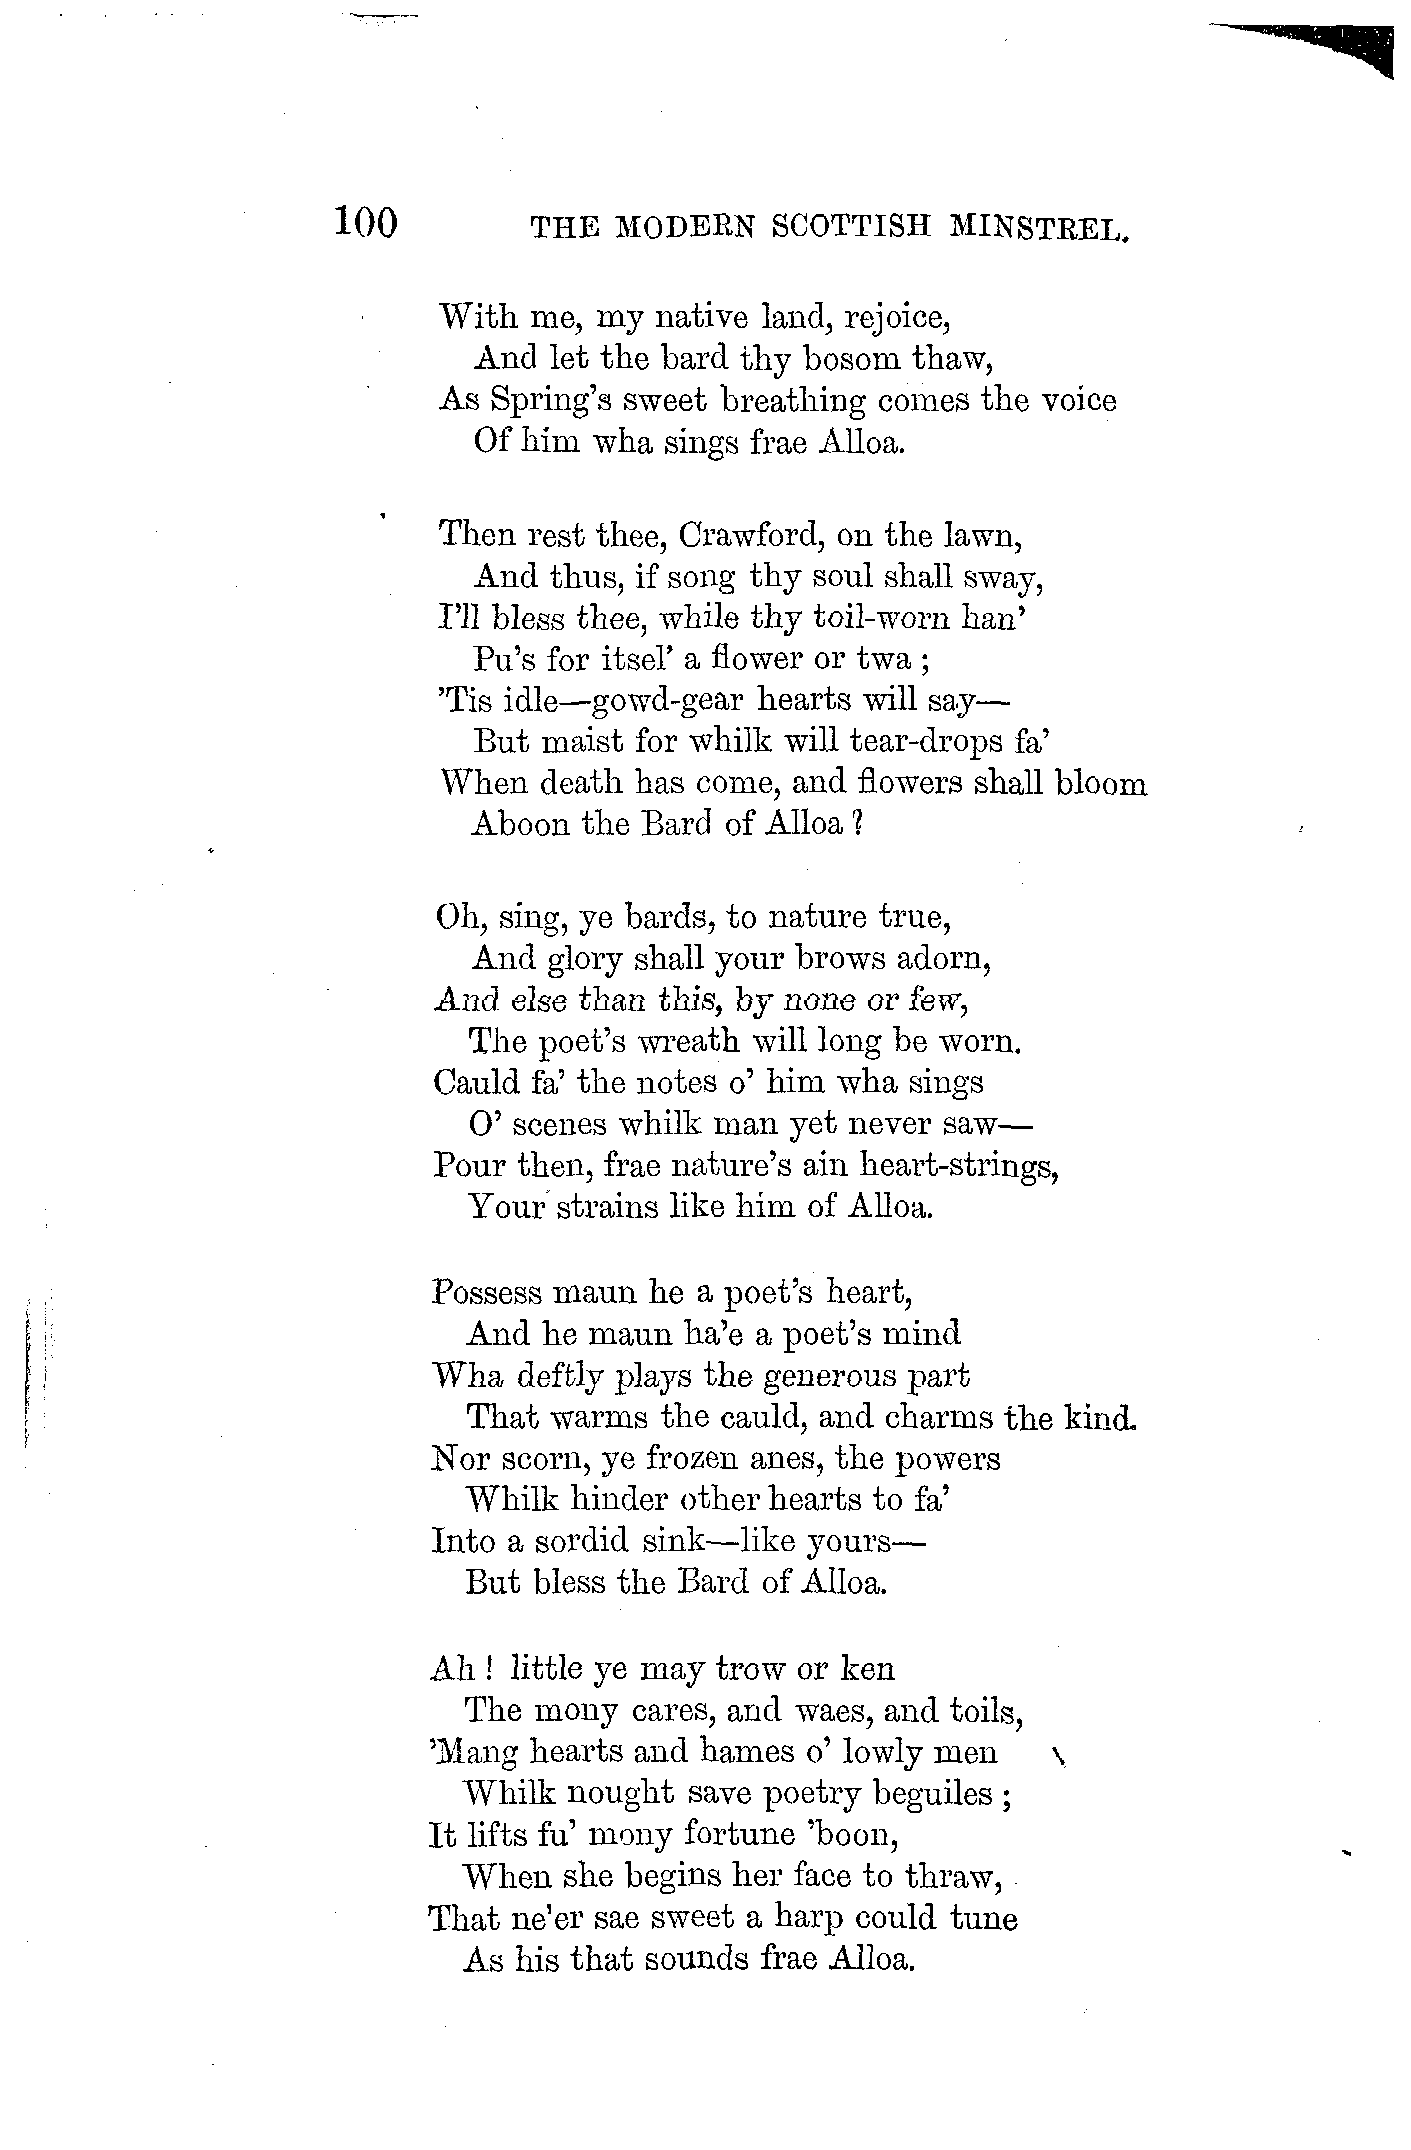 100 THE MODERN SCOTTISH MINSTREL.
With me, my native land, rejoice,
And let the bard thy bosom thaw,
As Spring's sweet breathing comes the voice
Of him wha sings frae Alloa.
Then rest thee, Crawford, on the lawn,
And thus, if song thy soul shall sway,
I'll bless thee, while thy toil-worn han'
Pu's for itsel' a flower or twa ;
'Tis idle—gowd-gear hearts will say—
But maist for whilk will tear-drops fa'
When death has come, and flowers shall bloom
Aboon the Bard of Alloa ?
Oh, sing, ye bards, to nature true,
And glory shall your brows adorn,
And else than this, by none or few,
The poet's wreath will long be worn.
Cauld fa' the notes o' him wha sings
O' scenes whilk man yet never saw—
Pour then, frae nature's ain heart-strings,
Your strains like him of Alloa.
Possess maun he a poet's heart,
And he maun ha'e a poet's mind
Wha deftly plays the generous part
That warms the cauld, and charms the kind.
Nor scorn, ye frozen anes, the powers
Whilk hinder other hearts to fa'
Into a sordid sink—like yours—
But bless the Bard of Alloa.
Ah ! little ye may trow or ken
The mony cares, and waes, and toils,
'Mang hearts and hames o' lowly men
Whilk nought save poetry beguiles ;
It lifts fu' mony fortune 'boon,
When she begins her face to thraw,
That ne'er sae sweet a harp could tune
As his that sounds frae Alloa.